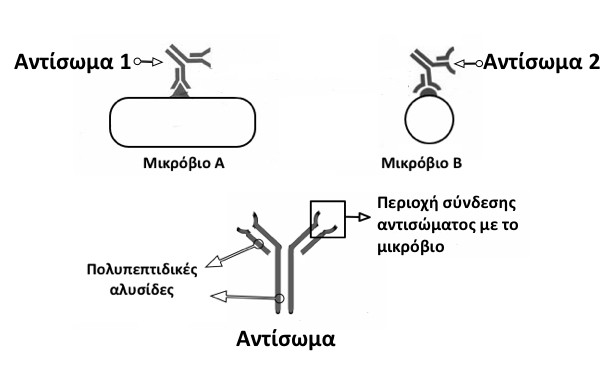 Αντίσωμα 1
Αντίσωμα 2
Μικρόβιο Α
Μικρόβιο Β
Περιοχή σύνδεσης
αντισώματος με το
μικρόβιο
Πολυπεπτιδικές
αλυσίδες
Αντίσωμα